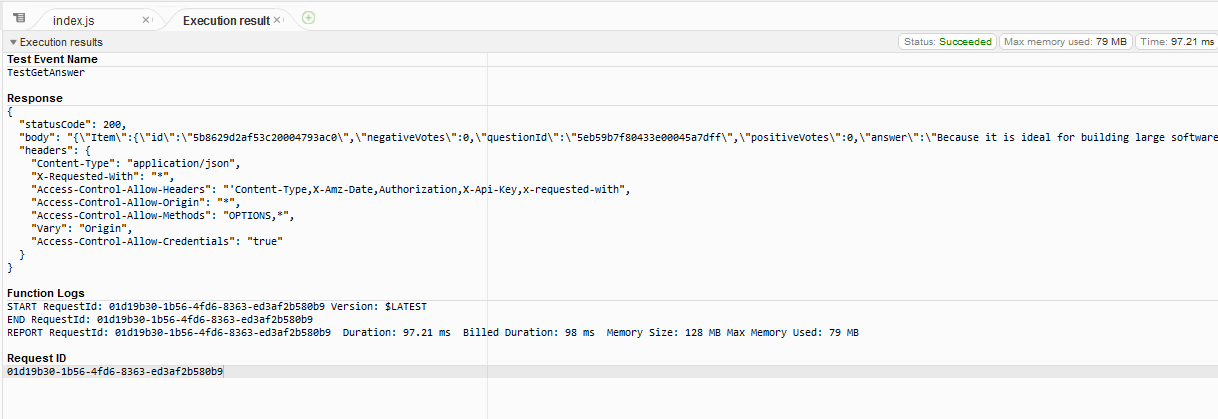 index.js
Execution result
Execution results
Status: Succeeded
Max memory used: 79 MB
Time: 97.21 ms
Test Event Name
TestGetAnswer
Response
{
  "statusCode": 200,
  "body": "{\"Item\":{\"id\":\"5b8629d2af53c20004793ac0\",\"negativeVotes\":0,\"questionId\":\"5eb59b7f80433e00045a7dff\",\"positiveVotes\":0,\"answer\":\"Because it is ideal for building large software
  "headers": {
    "Content-Type": "application/json",
    "X-Requested-With": "*",
    "Access-Control-Allow-Headers": "'Content-Type,X-Amz-Date,Authorization,X-Api-Key,x-requested-with",
    "Access-Control-Allow-Origin": "*",
    "Access-Control-Allow-Methods": "OPTIONS,*",
    "Vary": "Origin",
    "Access-Control-Allow-Credentials": "true"
  }
}
Function Logs
START RequestId: 01d19b30-1b56-4fd6-8363-ed3af2b580b9 Version: $LATEST
END RequestId: 01d19b30-1b56-4fd6-8363-ed3af2b580b9
REPORT RequestId: 01d19b30-1b56-4fd6-8363-ed3af2b580b9  Duration: 97.21 ms  Billed Duration: 98 ms  Memory Size: 128 MB Max Memory Used: 79 MB
Request ID
01d19b30-1b56-4fd6-8363-ed3af2b580b9